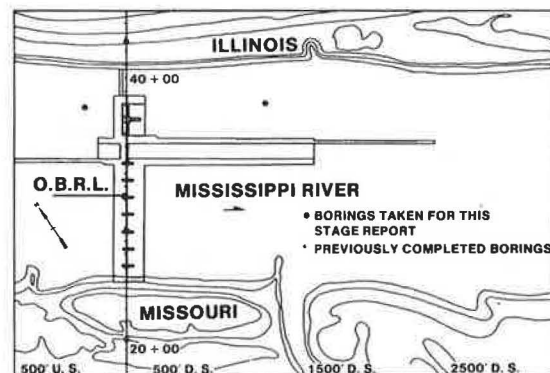 ILLINOIS
40 + 00
O.B.R.L.
MISSISSIPPI RIVER
BORINGS TAKEN FOR THIS
STAGE REPORT
PREVIOUSLY COMPLETED BORINGS
MISSOURI
20 + 00
500' U. S.
500' D. S.
1500' D. S.
2500' D. S.